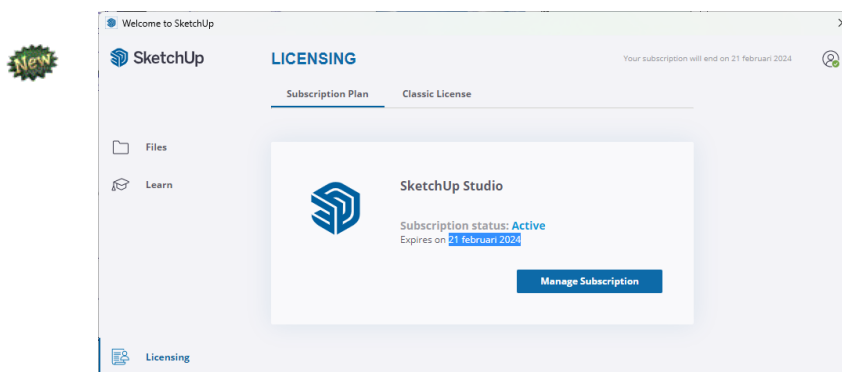 Welcome to SketchUp
New
SketchUp
LICENSING
Your subscription will end on 21 februari 2024
Subscription Plan
Classic License
Files
Learn
SketchUp Studio
Subscription status: Active
Expires on 21 februari 2024
Manage Subscription
Licensing